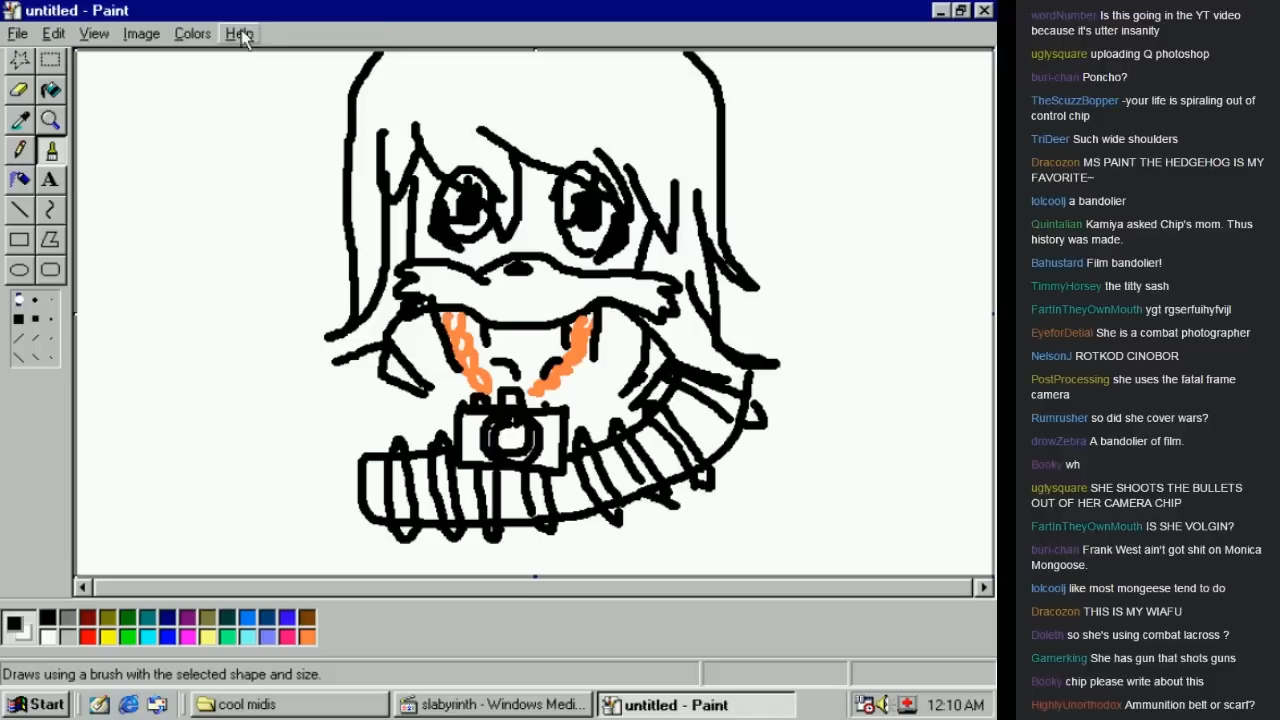 untitled - Paint
File Edit View Image Colors Help
Draws using a brush with the selected shape and size.
Start cool midis slabyrinth - Windows Medi... untitled - Paint 12:10 AM
wordNumber Is this going in the YT video
because it's utter insanity
uglysquare uploading Q photoshop
buri-chan Poncho?
TheScuzzBopper -your life is spiraling out of
control chip
TriDeer Such wide shoulders
Dracozon MS PAINT THE HEDGEHOG IS MY
FAVORITE~
lolcoolj a bandolier
Quintalian Kamiya asked Chip's mom. Thus
history was made.
Bahustard Film bandolier!
TimmyHorsey the titty sash
FartInTheyOwnMouth ygt rgserfuihyfvijl
EyeforDetial She is a combat photographer
NelsonJ ROTKOD CINOBOR
PostProcessing she uses the fatal frame
camera
Rumrusher so did she cover wars?
drowZebra A bandolier of film.
Booky wh
uglysquare SHE SHOOTS THE BULLETS
OUT OF HER CAMERA CHIP
FartInTheyOwnMouth IS SHE VOLGIN?
buri-chan Frank West ain't got shit on Monica
Mongoose.
lolcoolj like most mongeese tend to do
Dracozon THIS IS MY WIAFU
Doleth so she's using combat lacross ?
Gamerking She has gun that shots guns
Booky chip please write about this
HighlyUnorthodox Ammunition belt or scarf?